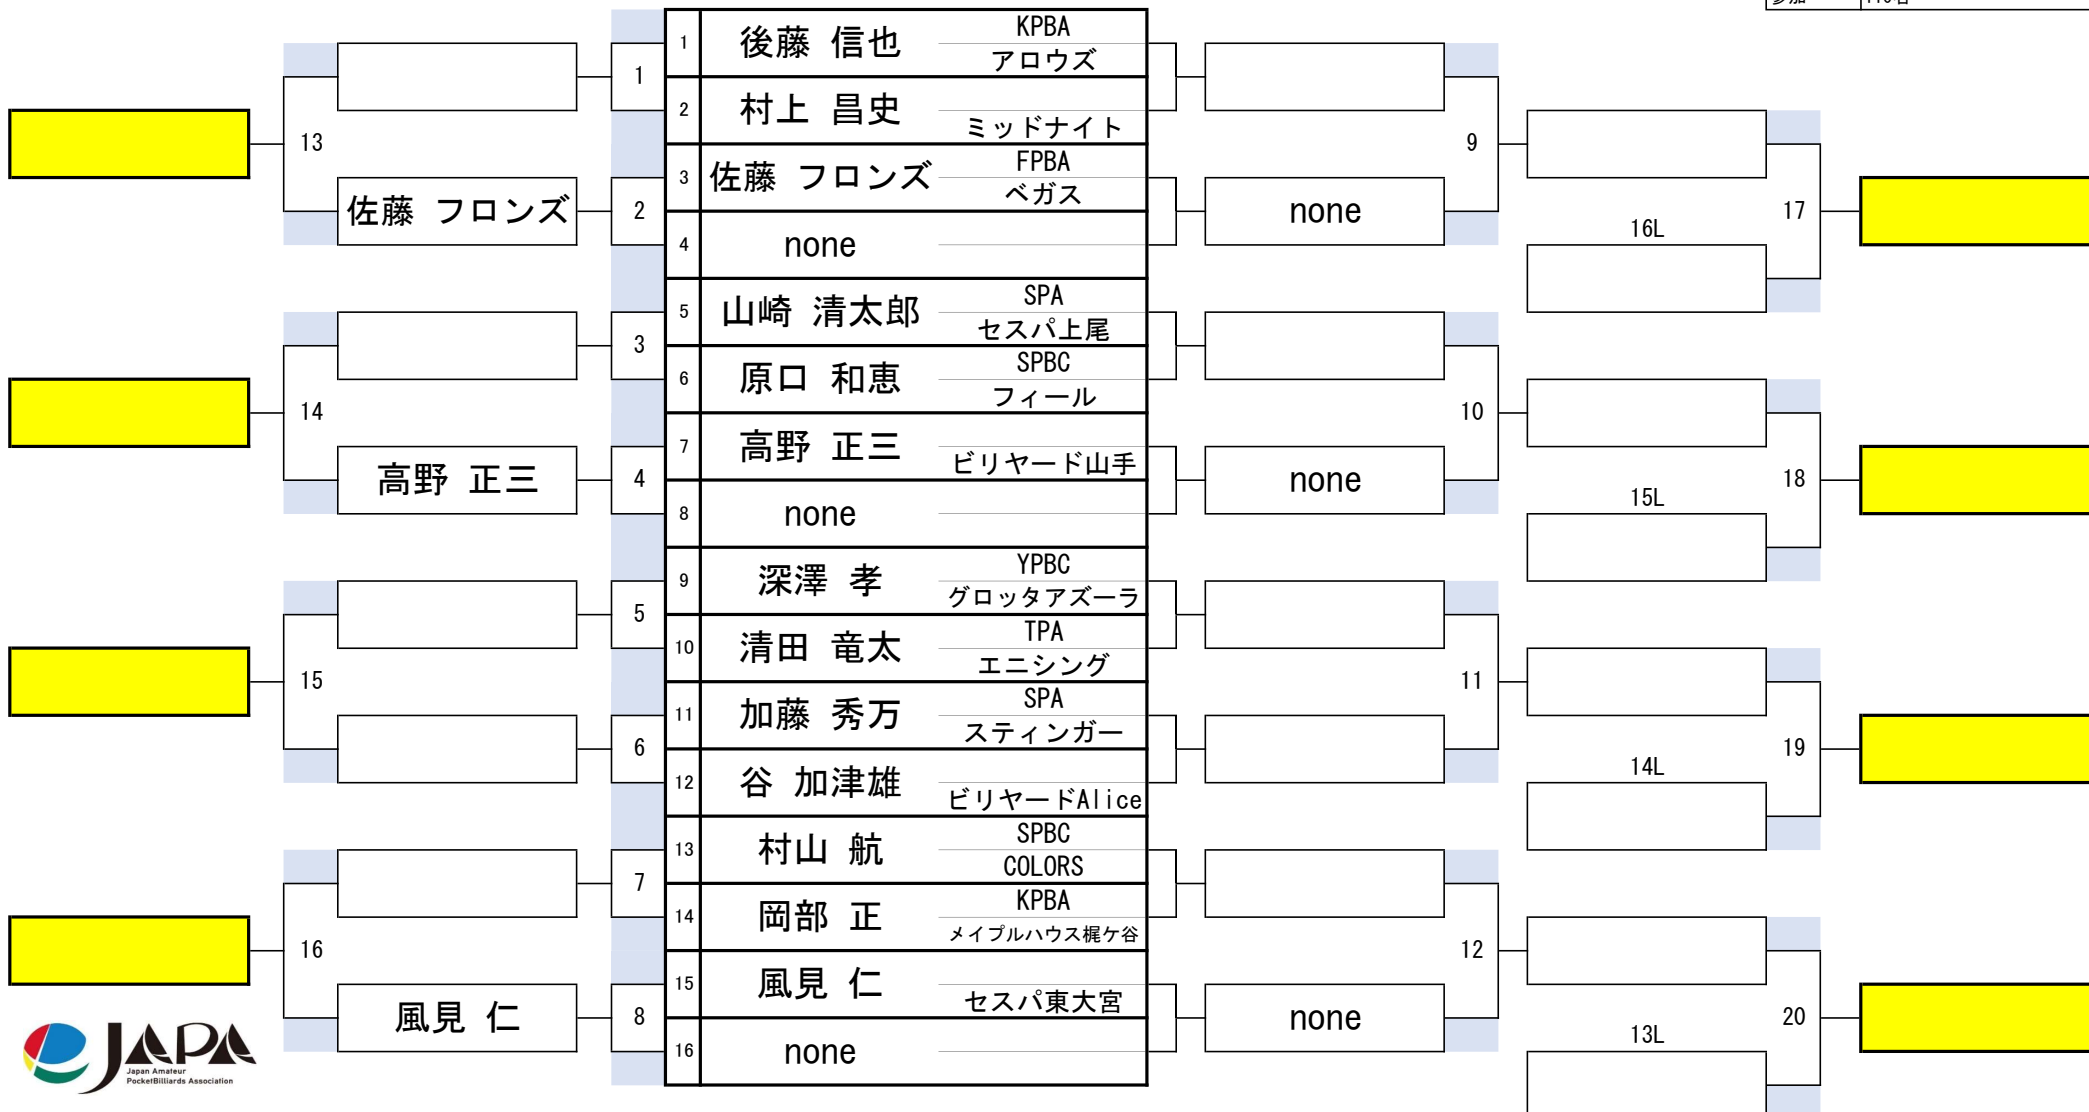 1 後藤 信也 KPBA
アロウズ
2 村上 昌史
ミッドナイト
3 佐藤 フロンズ FPBA
ベガス
4 none
5 山崎 清太郎 SPA
セスパ上尾
6 原口 和恵 SPBC
フィール
7 高野 正三
ビリヤード山手
8 none
9 深澤 孝 YPBC
グロッタアズーラ
10 清田 竜太 TPA
エニシング
11 加藤 秀万 SPA
スティンガー
12 谷 加津雄
ビリヤードAlice
13 村山 航 SPBC
COLORS
14 岡部 正 KPBA
メイプルハウス梶ケ谷
15 風見 仁
セスパ東大宮
16 none
13
佐藤 フロンズ
14
高野 正三
15
16
風見 仁
1
2
3
4
5
6
7
8
none
none
none
9
10
11
12
16L
15L
14L
13L
17
18
19
20
JAPA
Japan Amateur
PocketBilliards Association